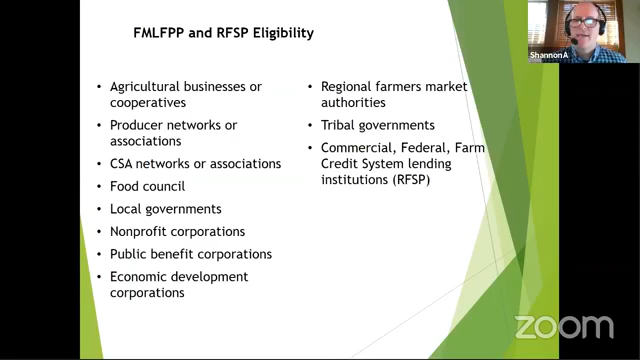 FMLFPP and RFSP Eligibility
• Agricultural businesses or
cooperatives
• Producer networks or
associations
• CSA networks or associations
• Food council
• Local governments
• Nonprofit corporations
• Public benefit corporations
• Economic development
corporations
• Regional farmers market
authorities
• Tribal governments
• Commercial, Federal, Farm
Credit System lending
institutions (RFSP)
Shannon A
zoom